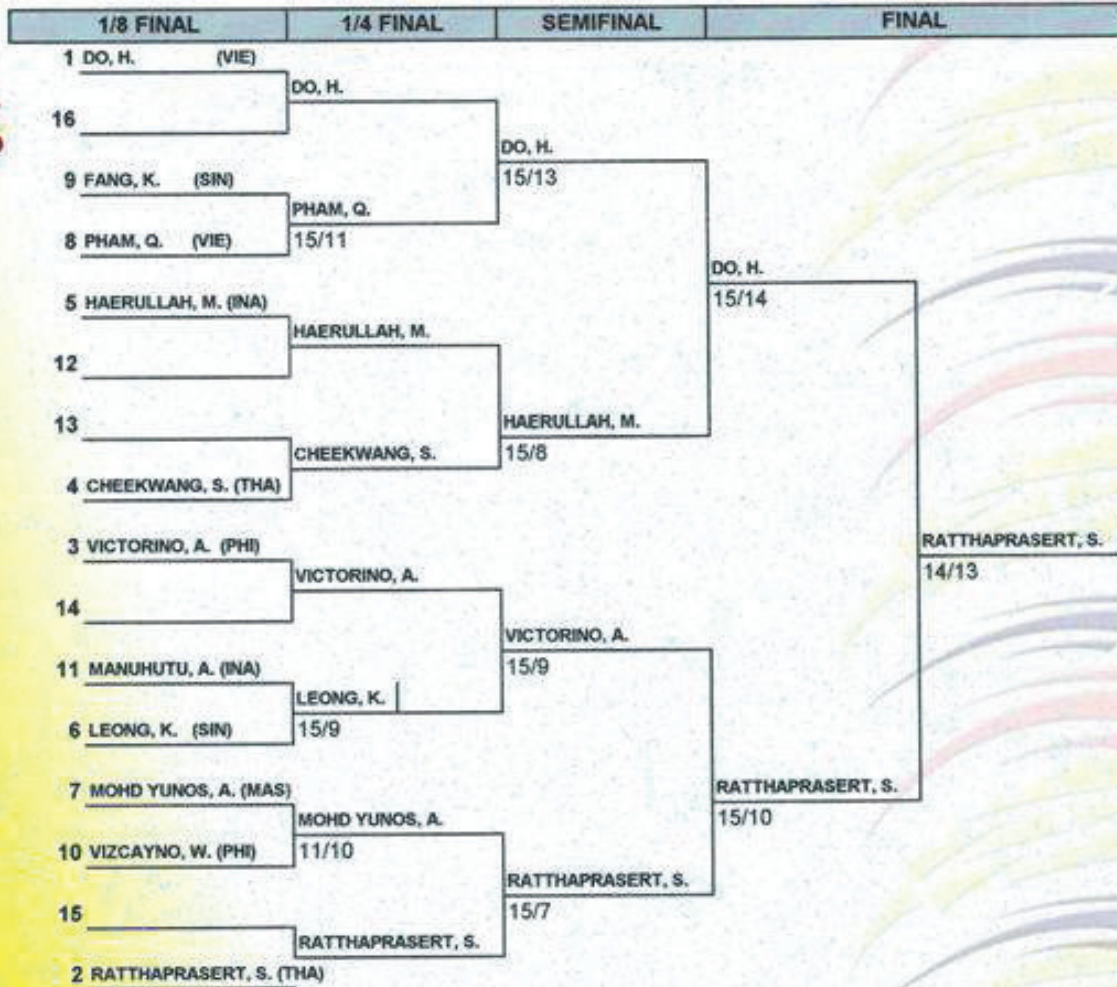 1/8 FINAL 1/4 FINAL SEMIFINAL FINAL
1 DO, H. (VIE)
DO, H.
16
DO, H.
15/13
9 FANG, K. (SIN)
PHAM, Q.
15/11
8 PHAM, Q. (VIE)
DO, H.
15/14
5 HAERULLAH, M. (INA)
HAERULLAH, M.
12
13
HAERULLAH, M.
15/8
CHEEKWANG, S.
4 CHEEKWANG, S. (THA)
3 VICTORINO, A. (PHI)
RATTHAPRASERT, S.
14/13
VICTORINO, A.
14
VICTORINO, A.
15/9
11 MANUHUTU, A. (INA)
LEONG, K.
15/9
6 LEONG, K. (SIN)
7 MOHD YUNOS, A. (MAS)
RATTHAPRASERT, S.
15/10
MOHD YUNOS, A.
11/10
10 VIZCAYNO, W. (PHI)
RATTHAPRASERT, S.
15/7
15
RATTHAPRASERT, S.
2 RATTHAPRASERT, S. (THA)